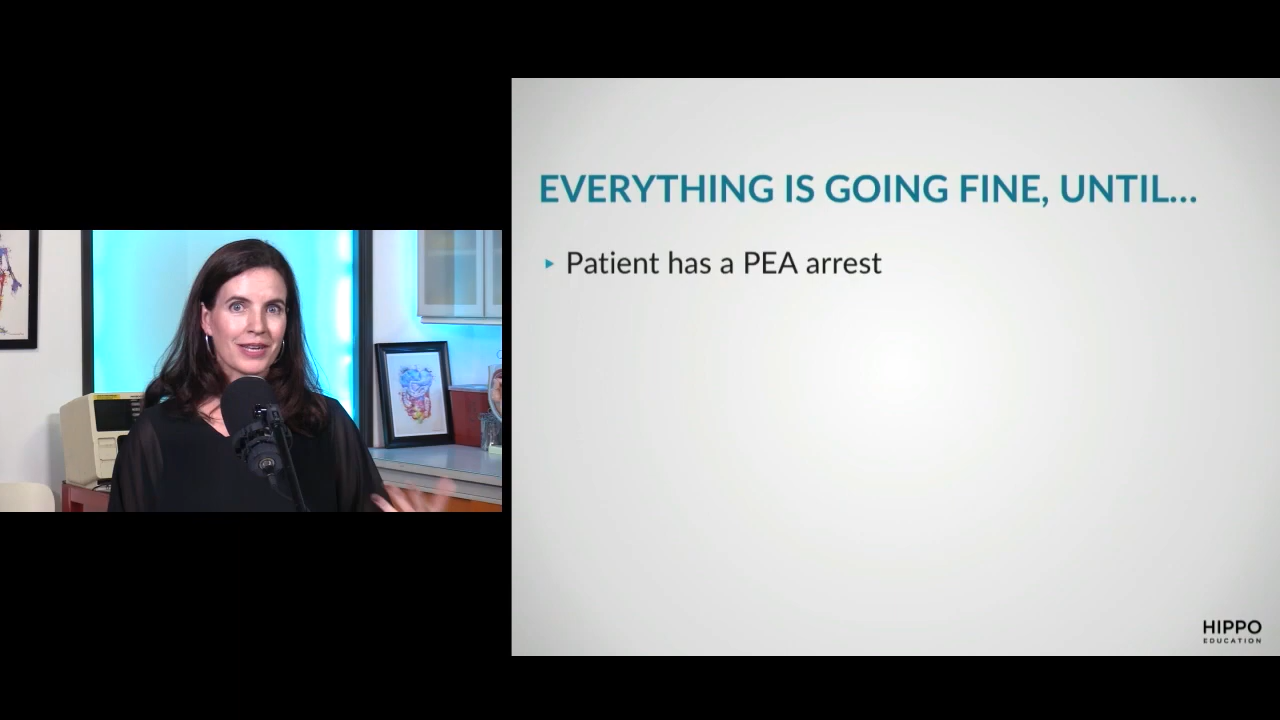 EVERYTHING IS GOING FINE, UNTIL...
Patient has a PEA arrest
HIPPO
EDUCATION